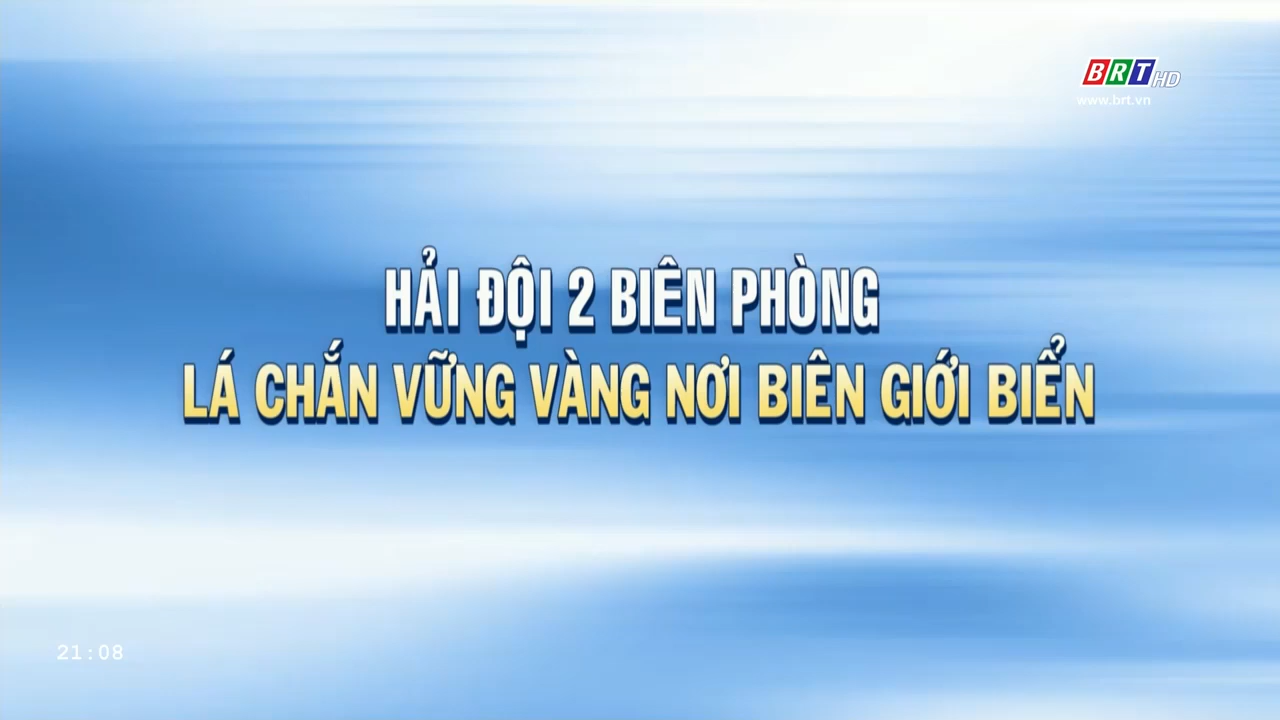 BRT HD
www.brt.vn
HẢI ĐỘI 2 BIÊN PHÒNG
LÁ CHẮN VỮNG VÀNG NƠI BIÊN GIỚI BIỂN
21:08